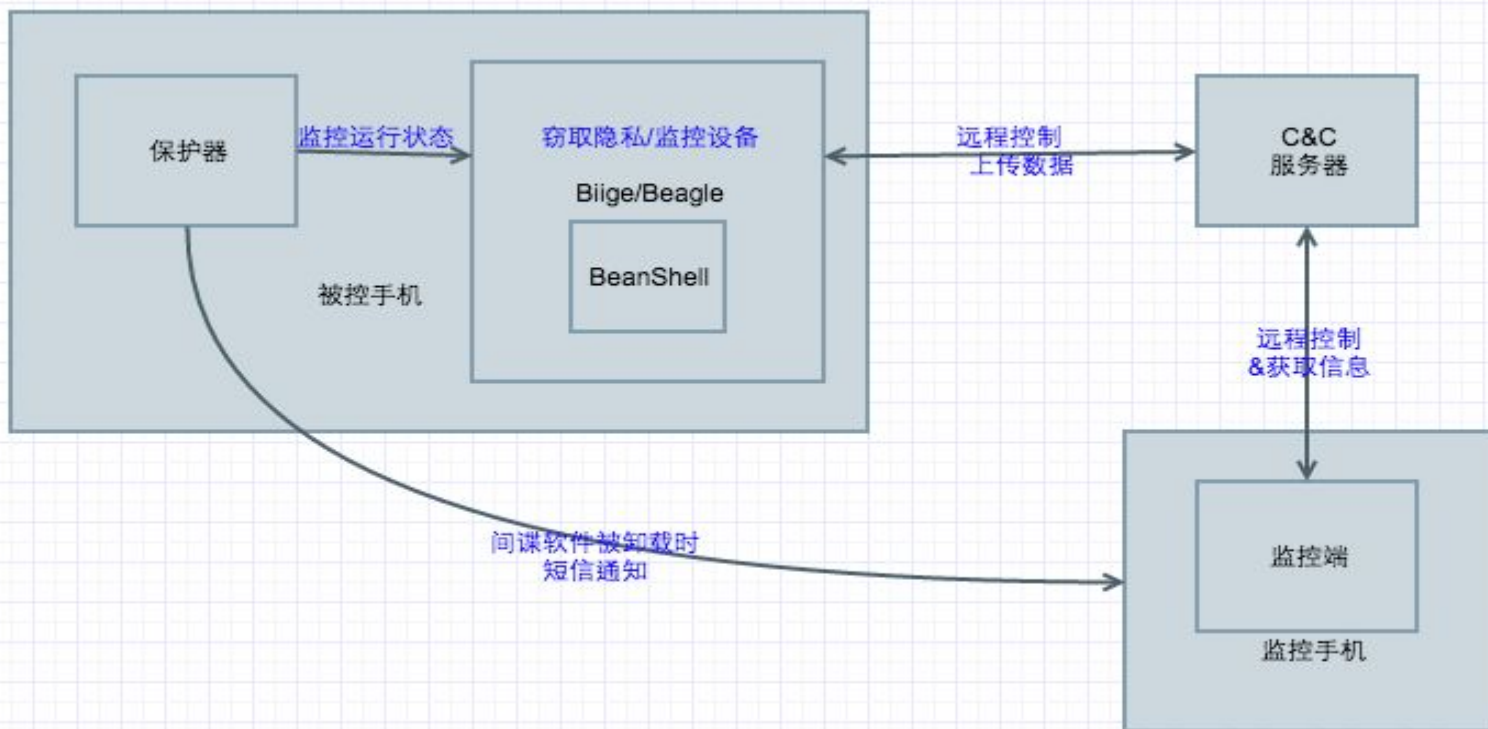 保护器
监控运行状态
窃取隐私/监控设备
Biige/Beagle
BeanShell
被控手机
远程控制
上传数据
C&C
服务器
远程控制
&获取信息
间谍软件被卸载时
短信通知
监控端
监控手机